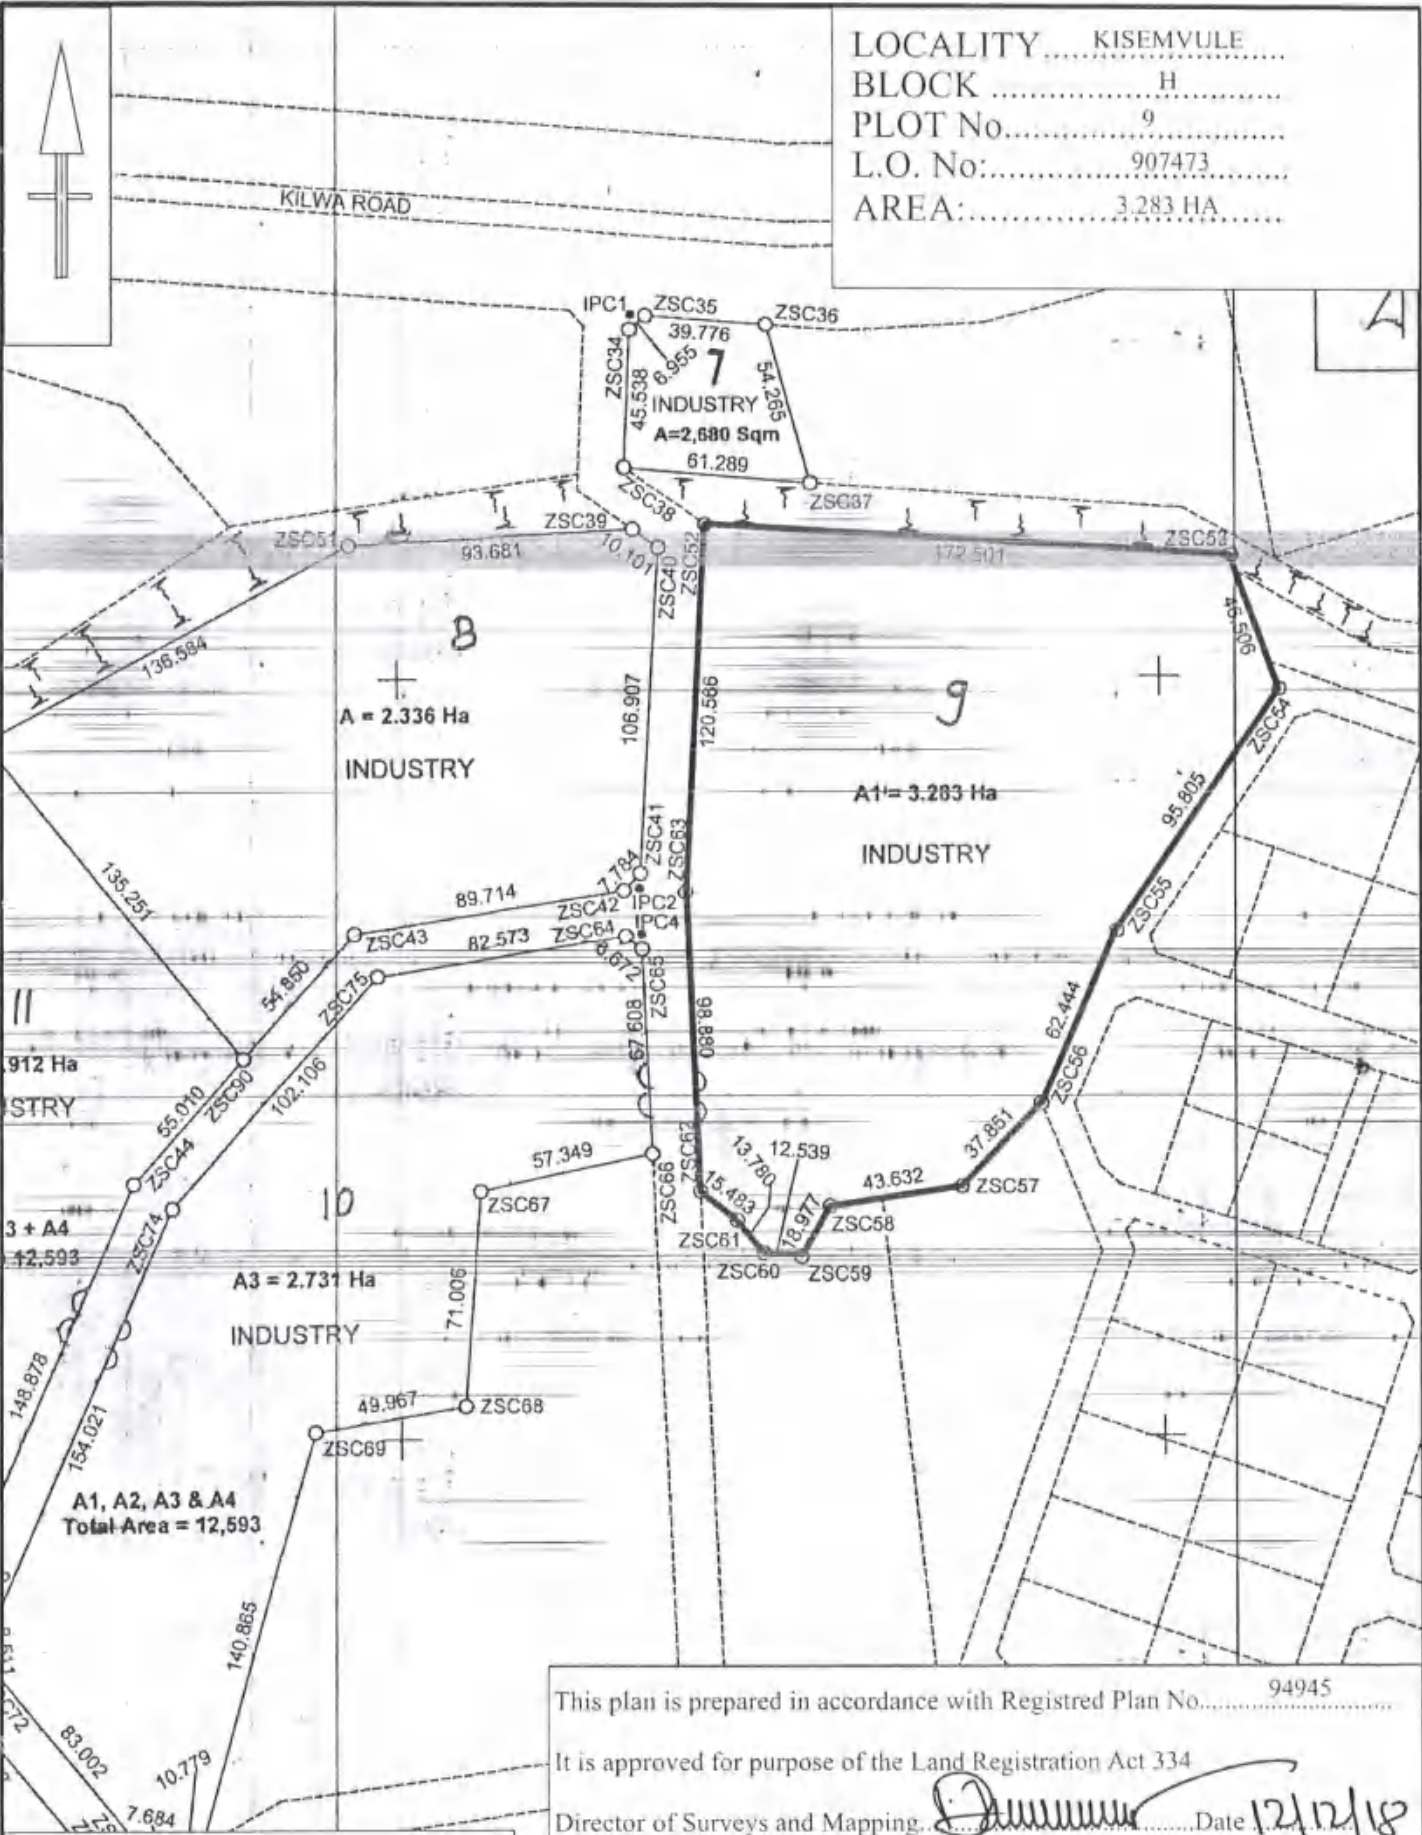 LOCALITY.... KISEMVULE
BLOCK .... H
PLOT No.... 9
L.O. No:.... 907473
AREA:.... 3.283 HA
KILWA ROAD
IPC1
ZSC35
ZSC36
39.776
ZSC34
6.955
7
54.265
45.538
INDUSTRY
A=2,680 Sqm
61.289
ZSC38
ZSC37
ZSC39
ZSC51
93.681
10.101
ZSC40
ZSC52
172.501
ZSC53
46.506
136.584
B
9
A = 2.336 Ha
106.907
120.566
ZSC54
INDUSTRY
A1 = 3.283 Ha
95.805
INDUSTRY
135.251
89.714
7.784
ZSC41
ZSC63
ZSC42
IPC2
IPC4
ZSC43
82.573
ZSC64
ZSC55
54.860
ZSC75
8.672
ZSC65
11
67.608
98.880
62.444
.912 Ha
ZSC90
102.106
ZSC56
STRY
55.010
37.851
ZSC44
57.349
ZSC66
ZSC62
13.780
12.539
43.632
ZSC57
10
ZSC67
15.483
18.977
ZSC58
3 + A4
12,593
ZSC74
ZSC61
ZSC60
ZSC59
A3 = 2.731 Ha
71.006
INDUSTRY
148.878
154.021
49.967
ZSC68
ZSC69
A1, A2, A3 & A4
Total Area = 12,593
140.865
83.002
10.779
7.684
This plan is prepared in accordance with Registred Plan No.... 94945
It is approved for purpose of the Land Registration Act 334
Director of Surveys and Mapping.... Date 12/12/18